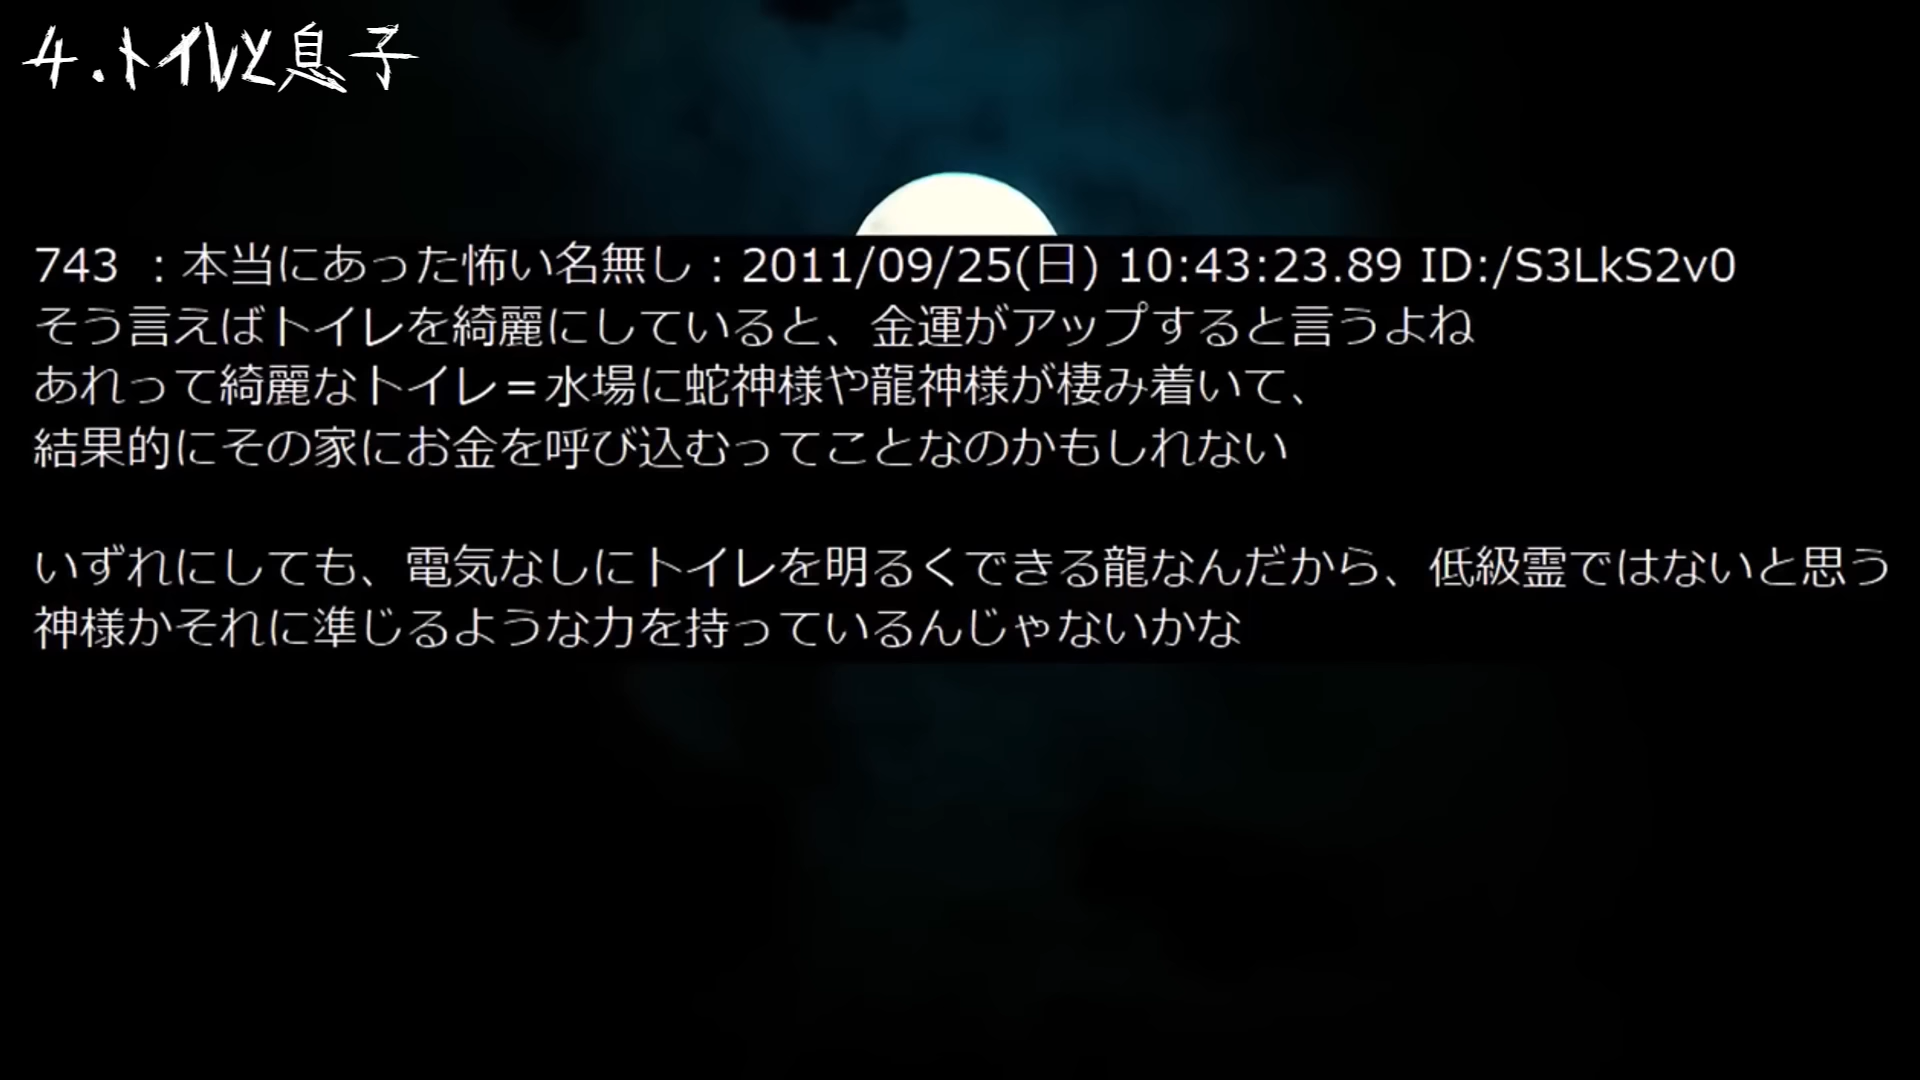 4.トイレと息子
743 ：本当にあった怖い名無し：2011/09/25(日) 10:43:23.89 ID:/S3LkS2v0
そう言えばトイレを綺麗にしていると、金運がアップすると言うよね
あれって綺麗なトイレ＝水場に蛇神様や龍神様が棲み着いて、
結果的にその家にお金を呼び込むってことなのかもしれない
いずれにしても、電気なしにトイレを明るくできる龍なんだから、低級霊ではないと思う
神様かそれに準じるような力を持っているんじゃないかな